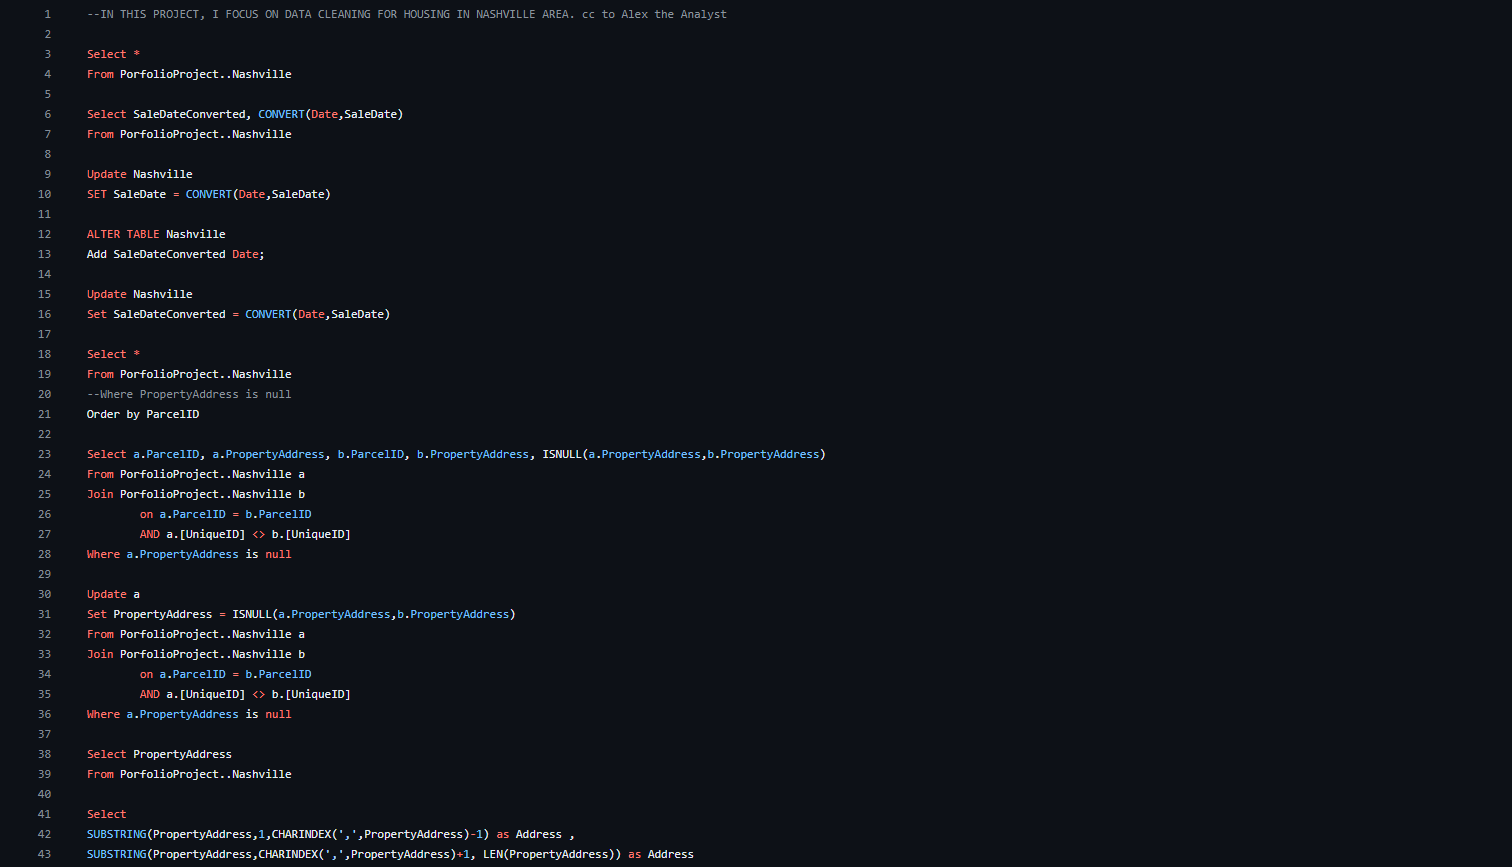 1 --IN THIS PROJECT, I FOCUS ON DATA CLEANING FOR HOUSING IN NASHVILLE AREA. cc to Alex the Analyst
2
3 Select *
4 From PorfolioProject..Nashville
5
6 Select SaleDateConverted, CONVERT(Date,SaleDate)
7 From PorfolioProject..Nashville
8
9 Update Nashville
10 SET SaleDate = CONVERT(Date,SaleDate)
11
12 ALTER TABLE Nashville
13 Add SaleDateConverted Date;
14
15 Update Nashville
16 Set SaleDateConverted = CONVERT(Date,SaleDate)
17
18 Select *
19 From PorfolioProject..Nashville
20 --Where PropertyAddress is null
21 Order by ParcelID
22
23 Select a.ParcelID, a.PropertyAddress, b.ParcelID, b.PropertyAddress, ISNULL(a.PropertyAddress,b.PropertyAddress)
24 From PorfolioProject..Nashville a
25 Join PorfolioProject..Nashville b
26 on a.ParcelID = b.ParcelID
27 AND a.[UniqueID] <> b.[UniqueID]
28 Where a.PropertyAddress is null
29
30 Update a
31 Set PropertyAddress = ISNULL(a.PropertyAddress,b.PropertyAddress)
32 From PorfolioProject..Nashville a
33 Join PorfolioProject..Nashville b
34 on a.ParcelID = b.ParcelID
35 AND a.[UniqueID] <> b.[UniqueID]
36 Where a.PropertyAddress is null
37
38 Select PropertyAddress
39 From PorfolioProject..Nashville
40
41 Select
42 SUBSTRING(PropertyAddress,1,CHARINDEX(',',PropertyAddress)-1) as Address ,
43 SUBSTRING(PropertyAddress,CHARINDEX(',',PropertyAddress)+1, LEN(PropertyAddress)) as Address